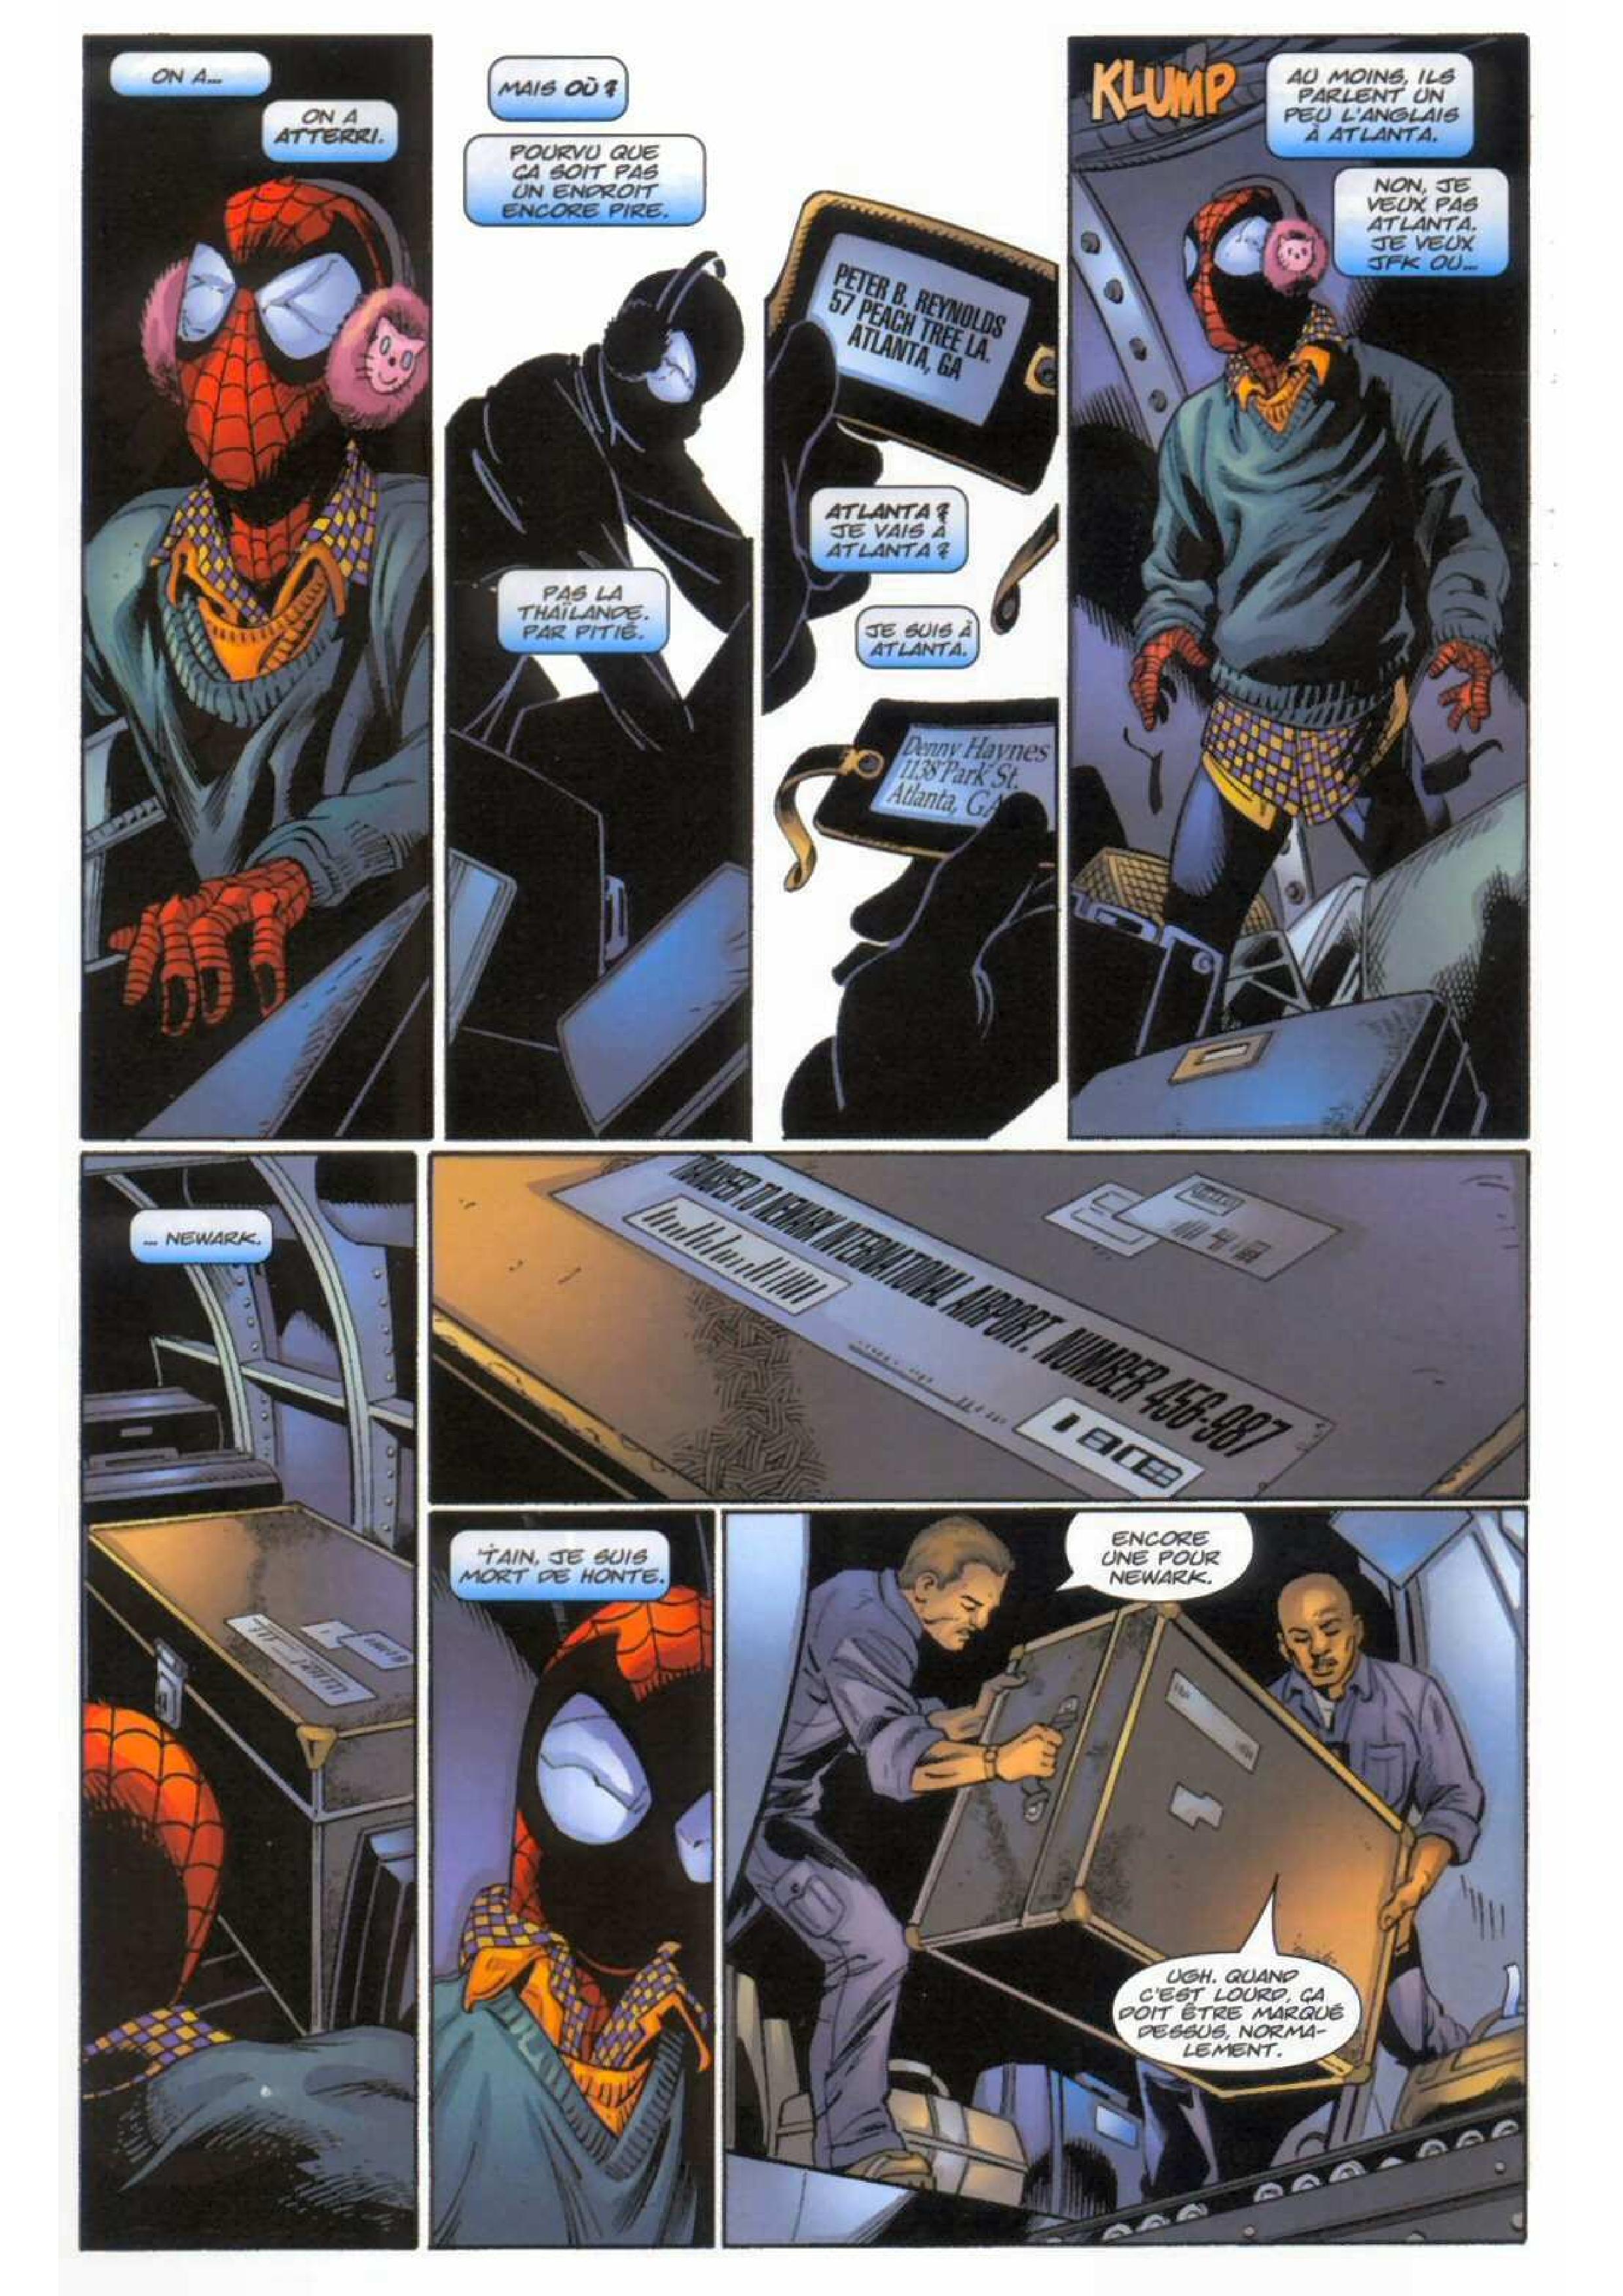 ON A...
ON A
ATTERRI.
MAIS OÙ ?
POURVU QUE
ÇA SOIT PAS
UN ENDROIT
ENCORE PIRE.
PAS LA
THAÏLANDE.
PAR PITIÉ.
PETER B. REYNOLDS
57 PEACH TREE LA.
ATLANTA, GA
ATLANTA ?
JE VAIS À
ATLANTA ?
JE SUIS À
ATLANTA.
Denny Haynes
1138 Park St.
Atlanta, GA
KLUMP
AU MOINS, ILS
PARLENT UN
PEU L'ANGLAIS
À ATLANTA.
NON, JE
VEUX PAS
ATLANTA.
JE VEUX
JFK OU...
... NEWARK.
TRANSFER TO NEWARK INTERNATIONAL AIRPORT. NUMBER 456-987
'TAIN, JE SUIS
MORT DE HONTE.
ENCORE
UNE POUR
NEWARK.
UGH. QUAND
C'EST LOURD, ÇA
DOIT ÊTRE MARQUÉ
DESSUS, NORMA-
LEMENT.